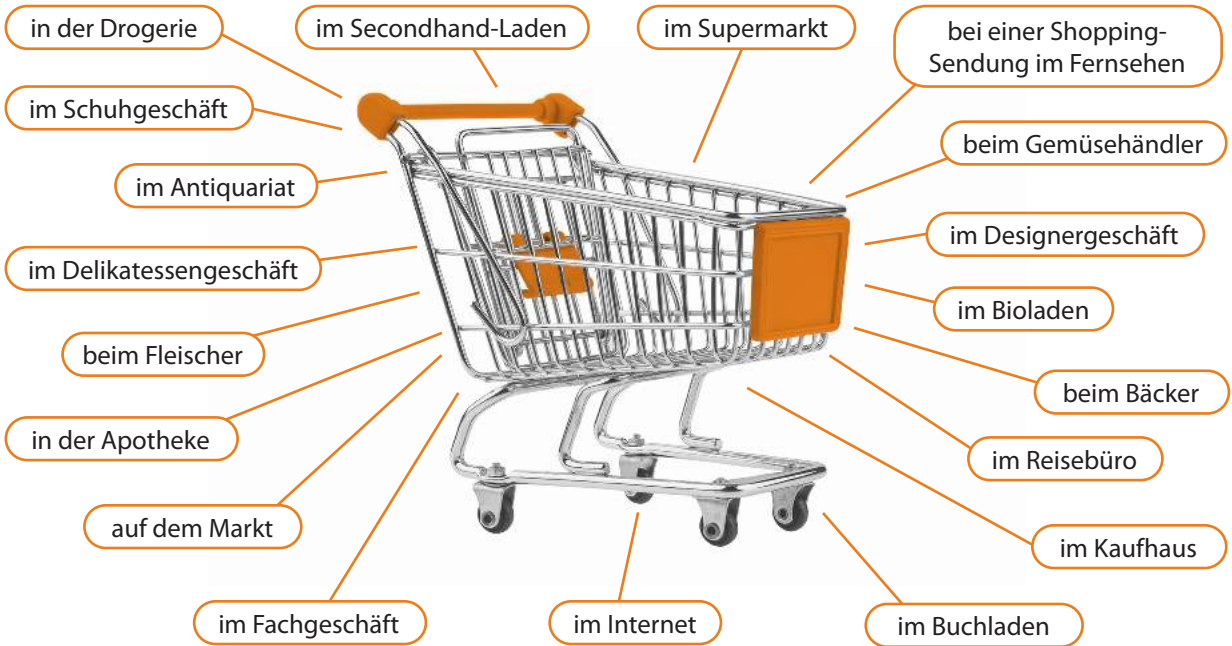 in der Drogerie
im Secondhand-Laden
im Supermarkt
bei einer Shopping-
Sendung im Fernsehen
im Schuhgeschäft
beim Gemüsehändler
im Antiquariat
im Designergeschäft
im Delikatessengeschäft
im Bioladen
beim Fleischer
beim Bäcker
in der Apotheke
im Reisebüro
auf dem Markt
im Kaufhaus
im Fachgeschäft
im Internet
im Buchladen